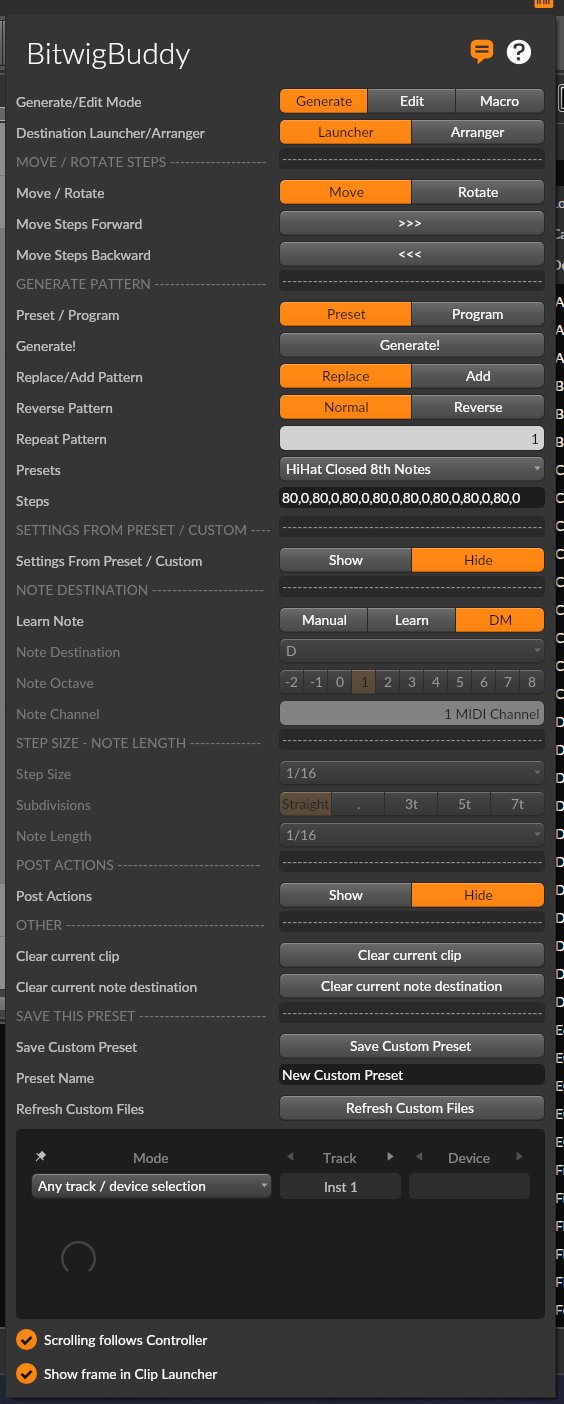 BitwigBuddy
Generate/Edit Mode Generate Edit Macro
Destination Launcher/Arranger Launcher Arranger
MOVE / ROTATE STEPS -------------------
Move / Rotate Move Rotate
Move Steps Forward >>>
Move Steps Backward <<<
GENERATE PATTERN ----------------------
Preset / Program Preset Program
Generate! Generate!
Replace/Add Pattern Replace Add
Reverse Pattern Normal Reverse
Repeat Pattern 1
Presets HiHat Closed 8th Notes
Steps 80,0,80,0,80,0,80,0,80,0,80,0,80,0,80,0
SETTINGS FROM PRESET / CUSTOM ----
Settings From Preset / Custom Show Hide
NOTE DESTINATION ----------------------
Learn Note Manual Learn DM
Note Destination D
Note Octave -2 -1 0 1 2 3 4 5 6 7 8
Note Channel 1 MIDI Channel
STEP SIZE - NOTE LENGTH --------------
Step Size 1/16
Subdivisions Straight . 3t 5t 7t
Note Length 1/16
POST ACTIONS ----------------------------
Post Actions Show Hide
OTHER ---------------------------------------
Clear current clip Clear current clip
Clear current note destination Clear current note destination
SAVE THIS PRESET -------------------------
Save Custom Preset Save Custom Preset
Preset Name New Custom Preset
Refresh Custom Files Refresh Custom Files
Mode Track Device
Any track / device selection Inst 1
Scrolling follows Controller
Show frame in Clip Launcher